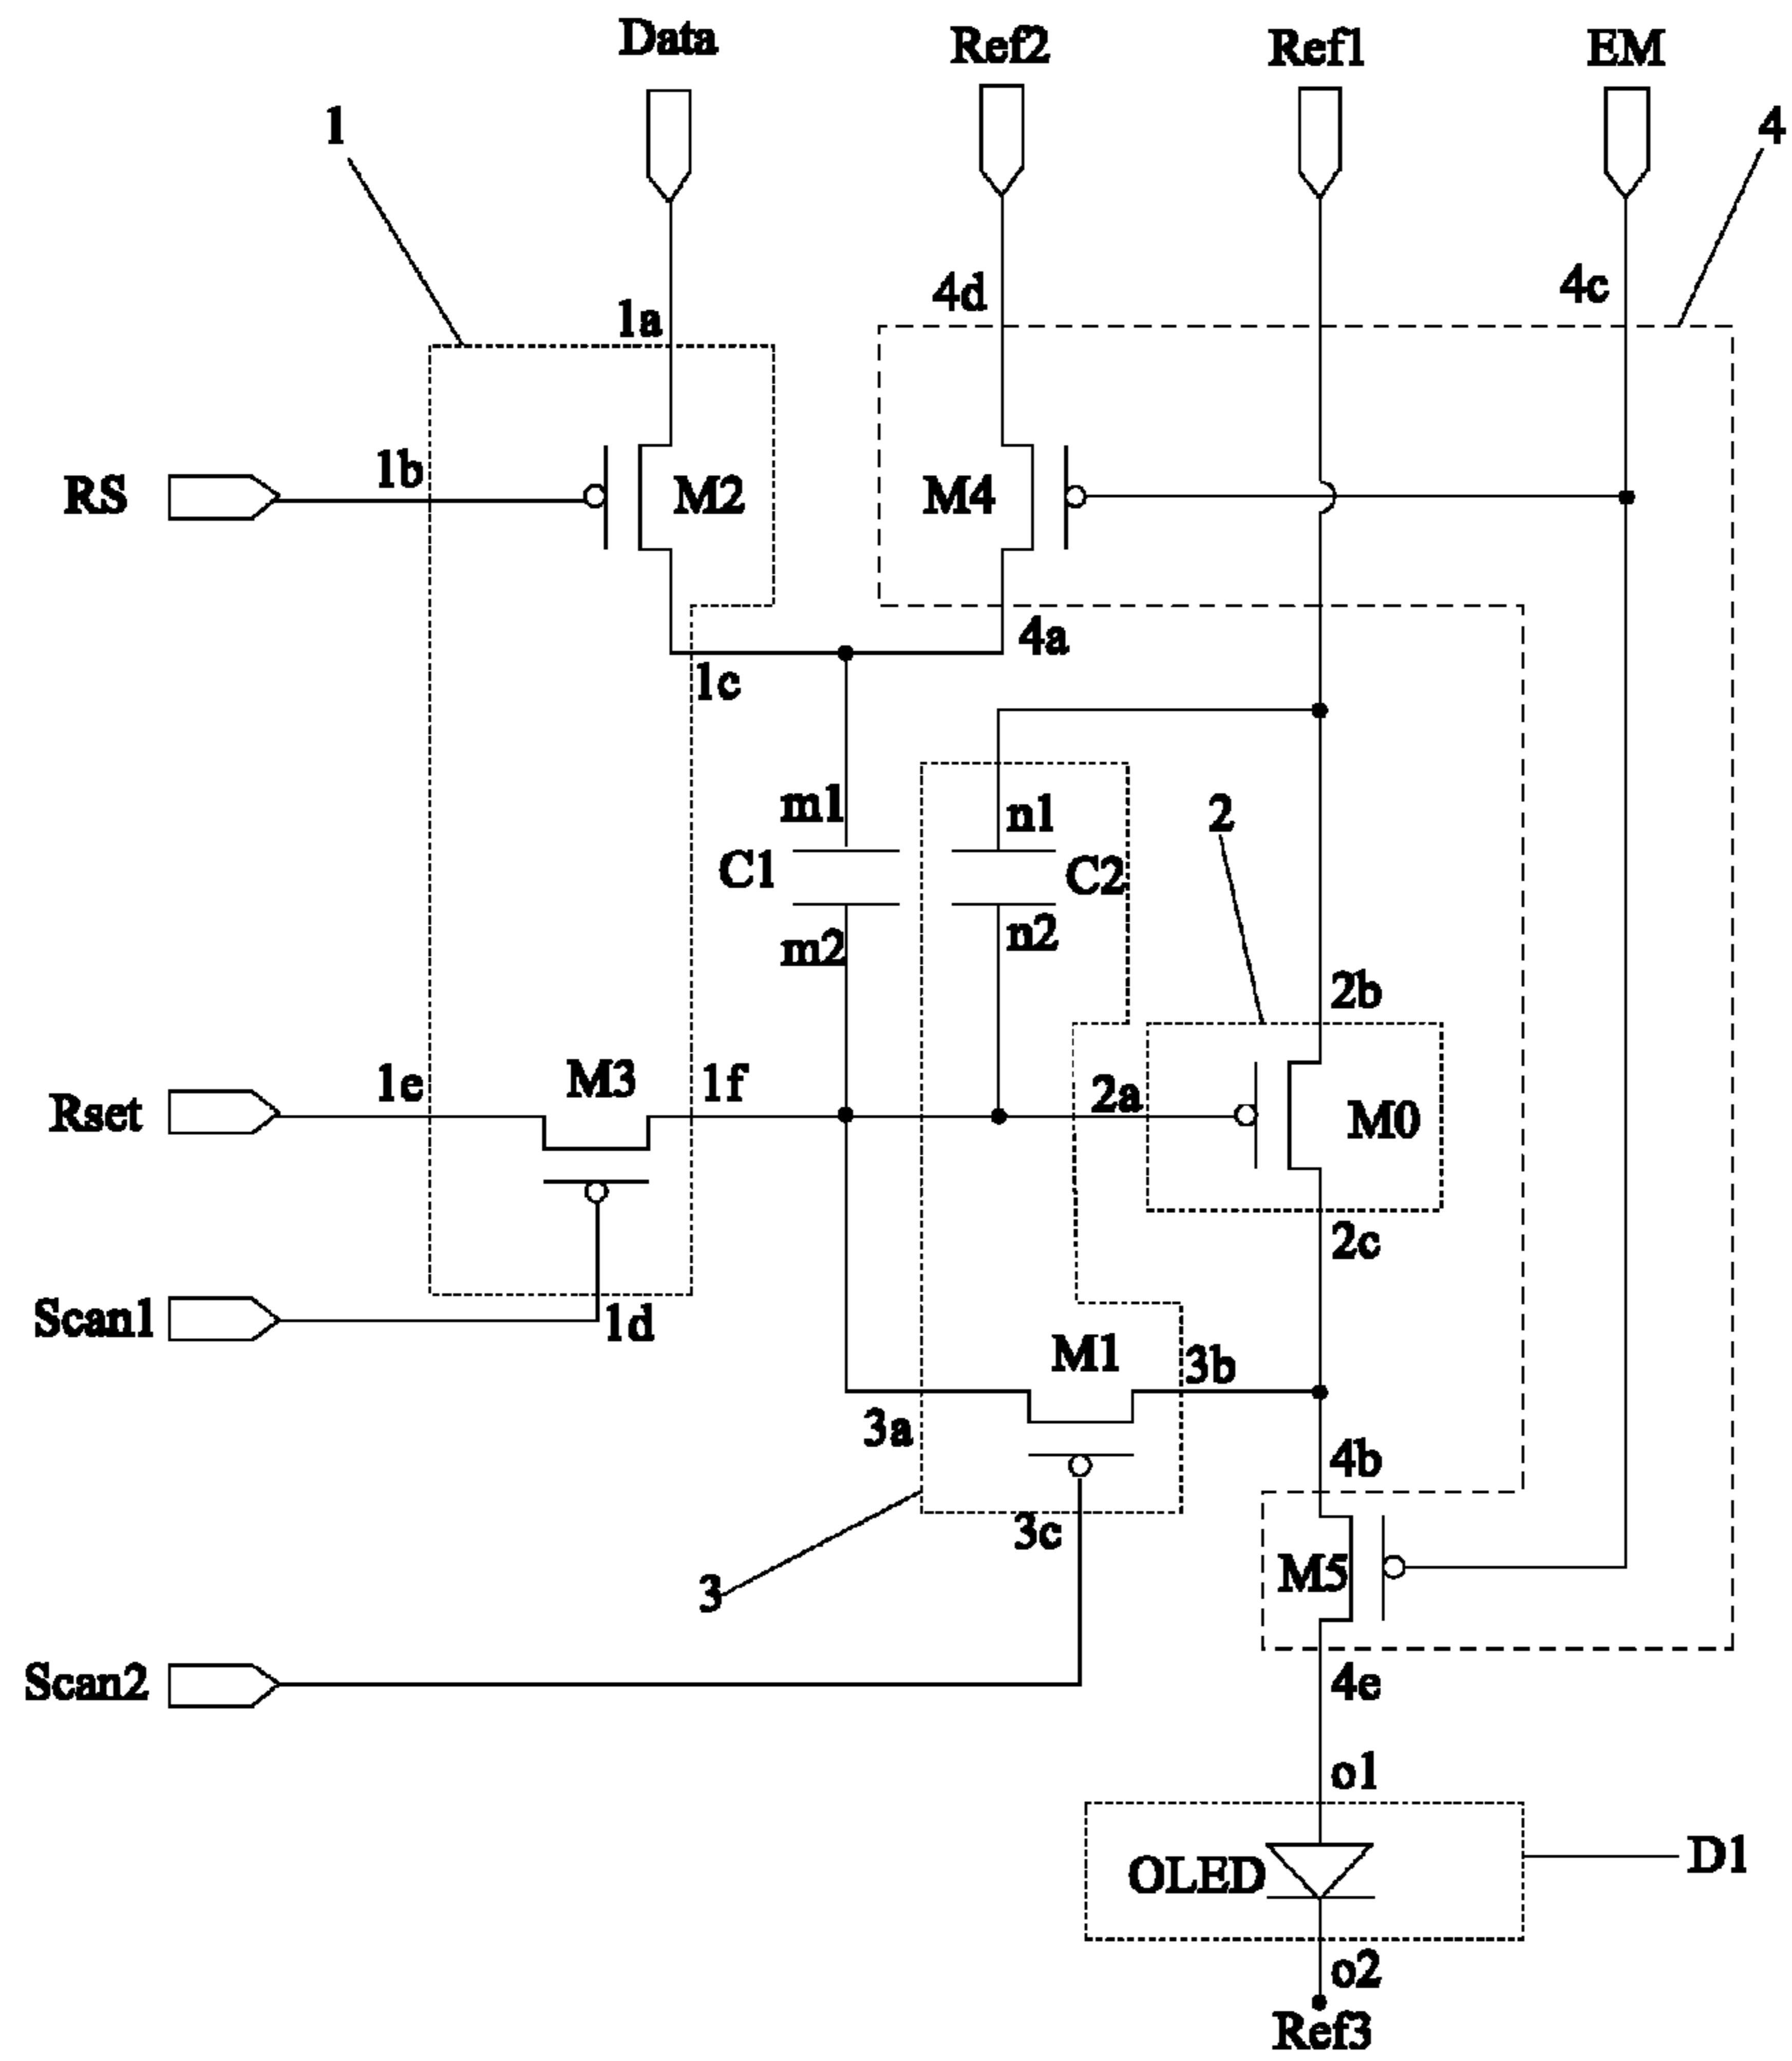 Data
Ref2
Ref1
EM
1
4
4d
4c
1a
1b
RS
M2
M4
4a
1c
m1
n1
2
C1
C2
n2
m2
2b
1e
M3
1f
2a
Rset
M0
2c
Scan1
1d
M1
3b
3a
4b
3c
M5
3
Scan2
4e
o1
OLED
D1
o2
Ref3